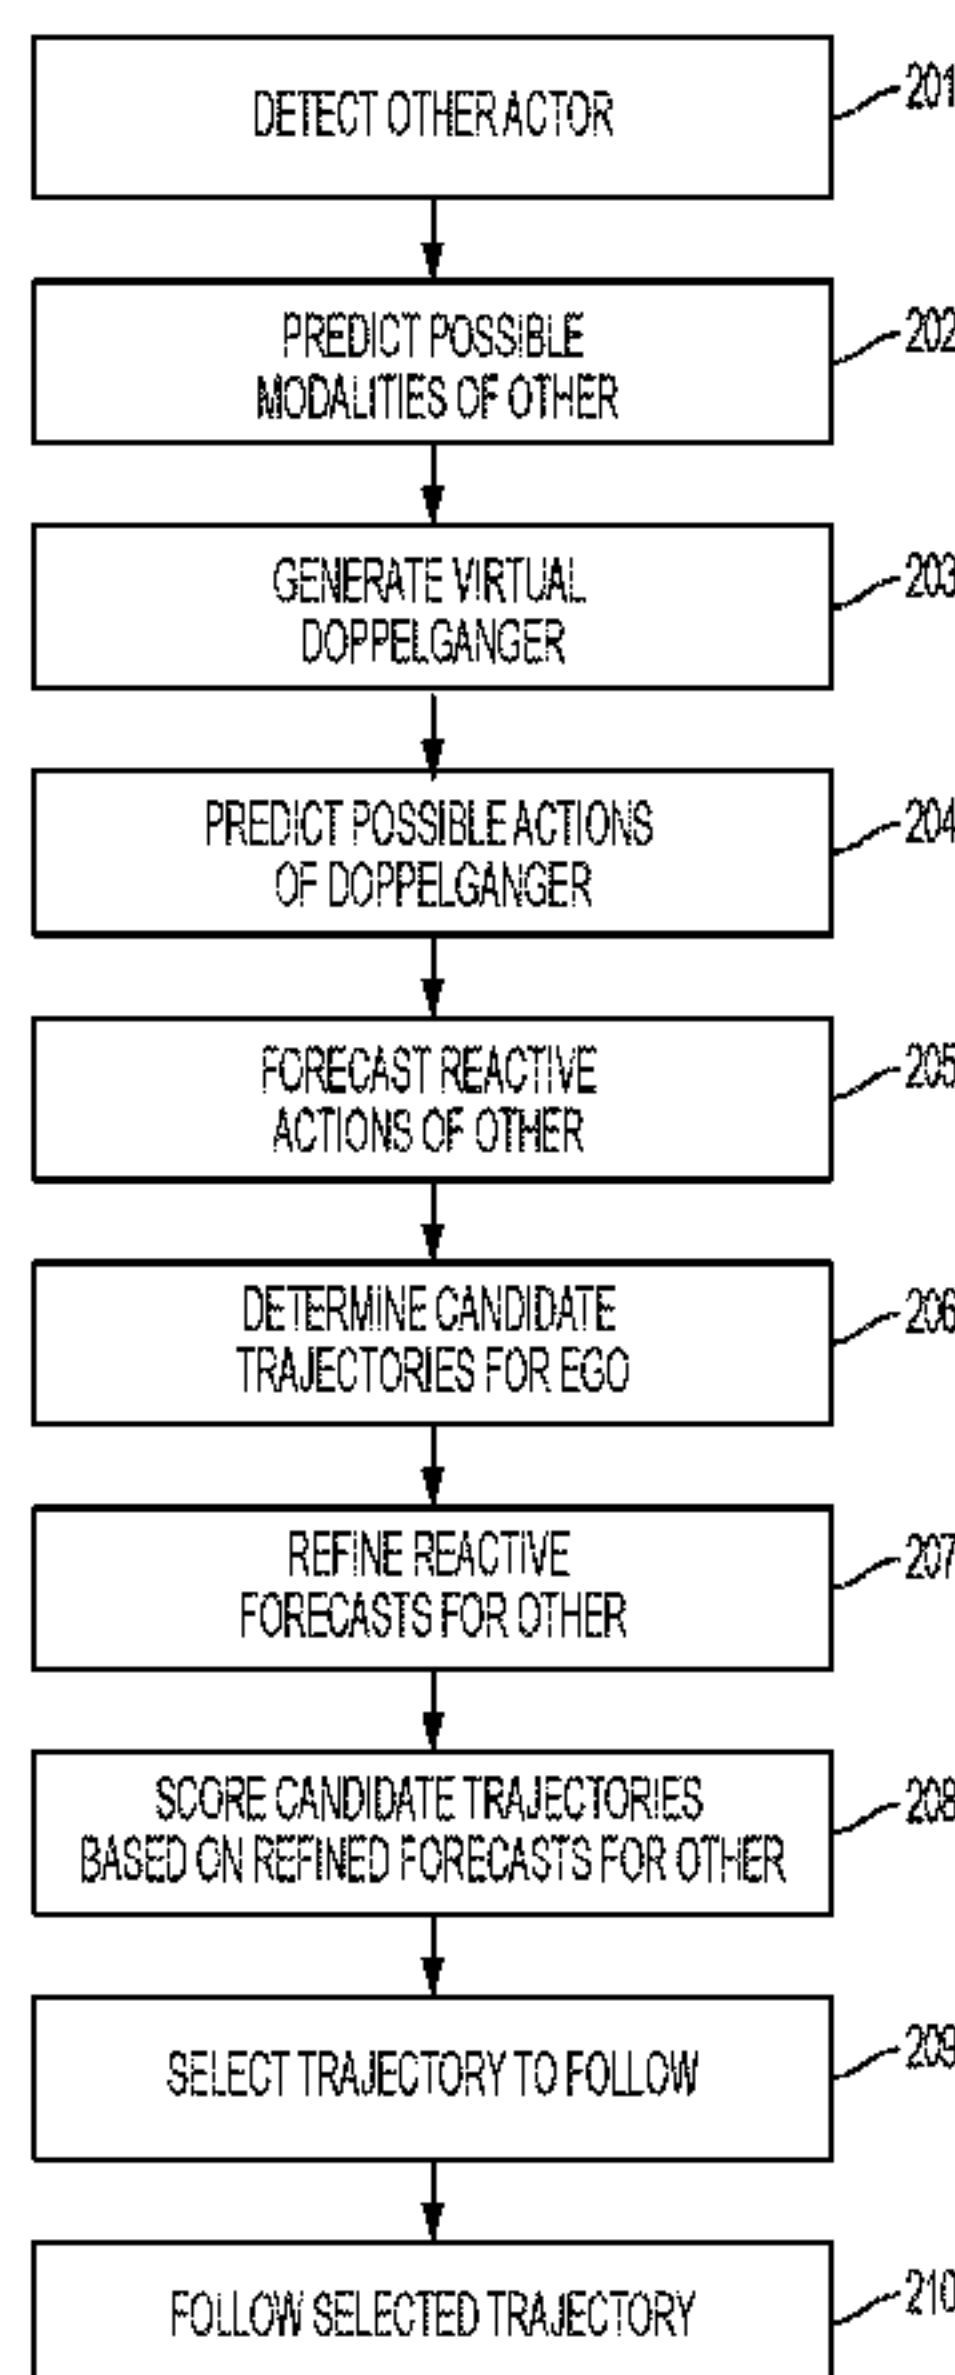 DETECT OTHER ACTOR
201
PREDICT POSSIBLE
MODALITIES OF OTHER
202
GENERATE VIRTUAL
DOPPELGANGER
203
PREDICT POSSIBLE ACTIONS
OF DOPPELGANGER
204
FORECAST REACTIVE
ACTIONS OF OTHER
205
DETERMINE CANDIDATE
TRAJECTORIES FOR EGO
206
REFINE REACTIVE
FORECASTS FOR OTHER
207
SCORE CANDIDATE TRAJECTORIES
BASED ON REFINED FORECASTS FOR OTHER
208
SELECT TRAJECTORY TO FOLLOW
209
FOLLOW SELECTED TRAJECTORY
210